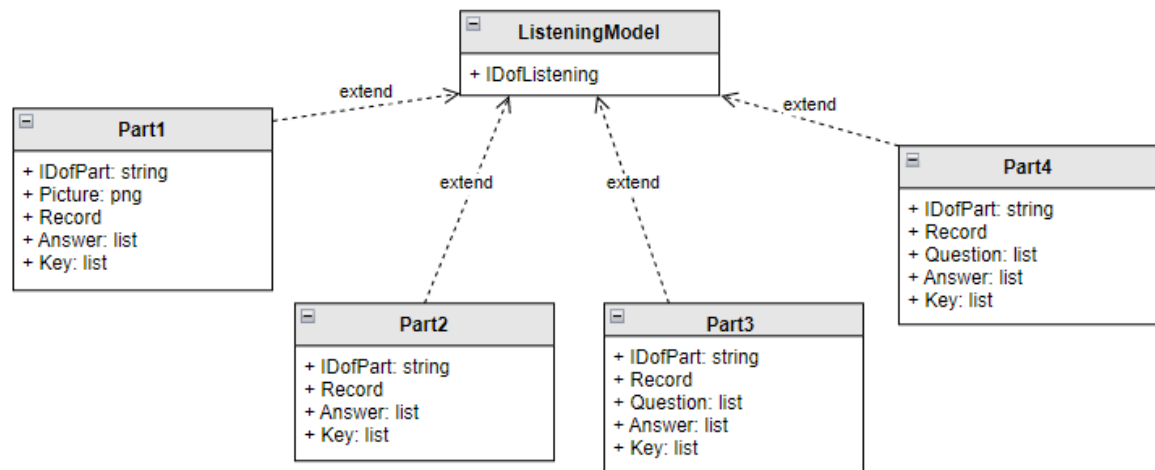 ListeningModel
+ IDofListening
extend
extend
extend
extend
Part1
+ IDofPart: string
+ Picture: png
+ Record
+ Answer: list
+ Key: list
Part2
+ IDofPart: string
+ Record
+ Answer: list
+ Key: list
Part3
+ IDofPart: string
+ Record
+ Question: list
+ Answer: list
+ Key: list
Part4
+ IDofPart: string
+ Record
+ Question: list
+ Answer: list
+ Key: list